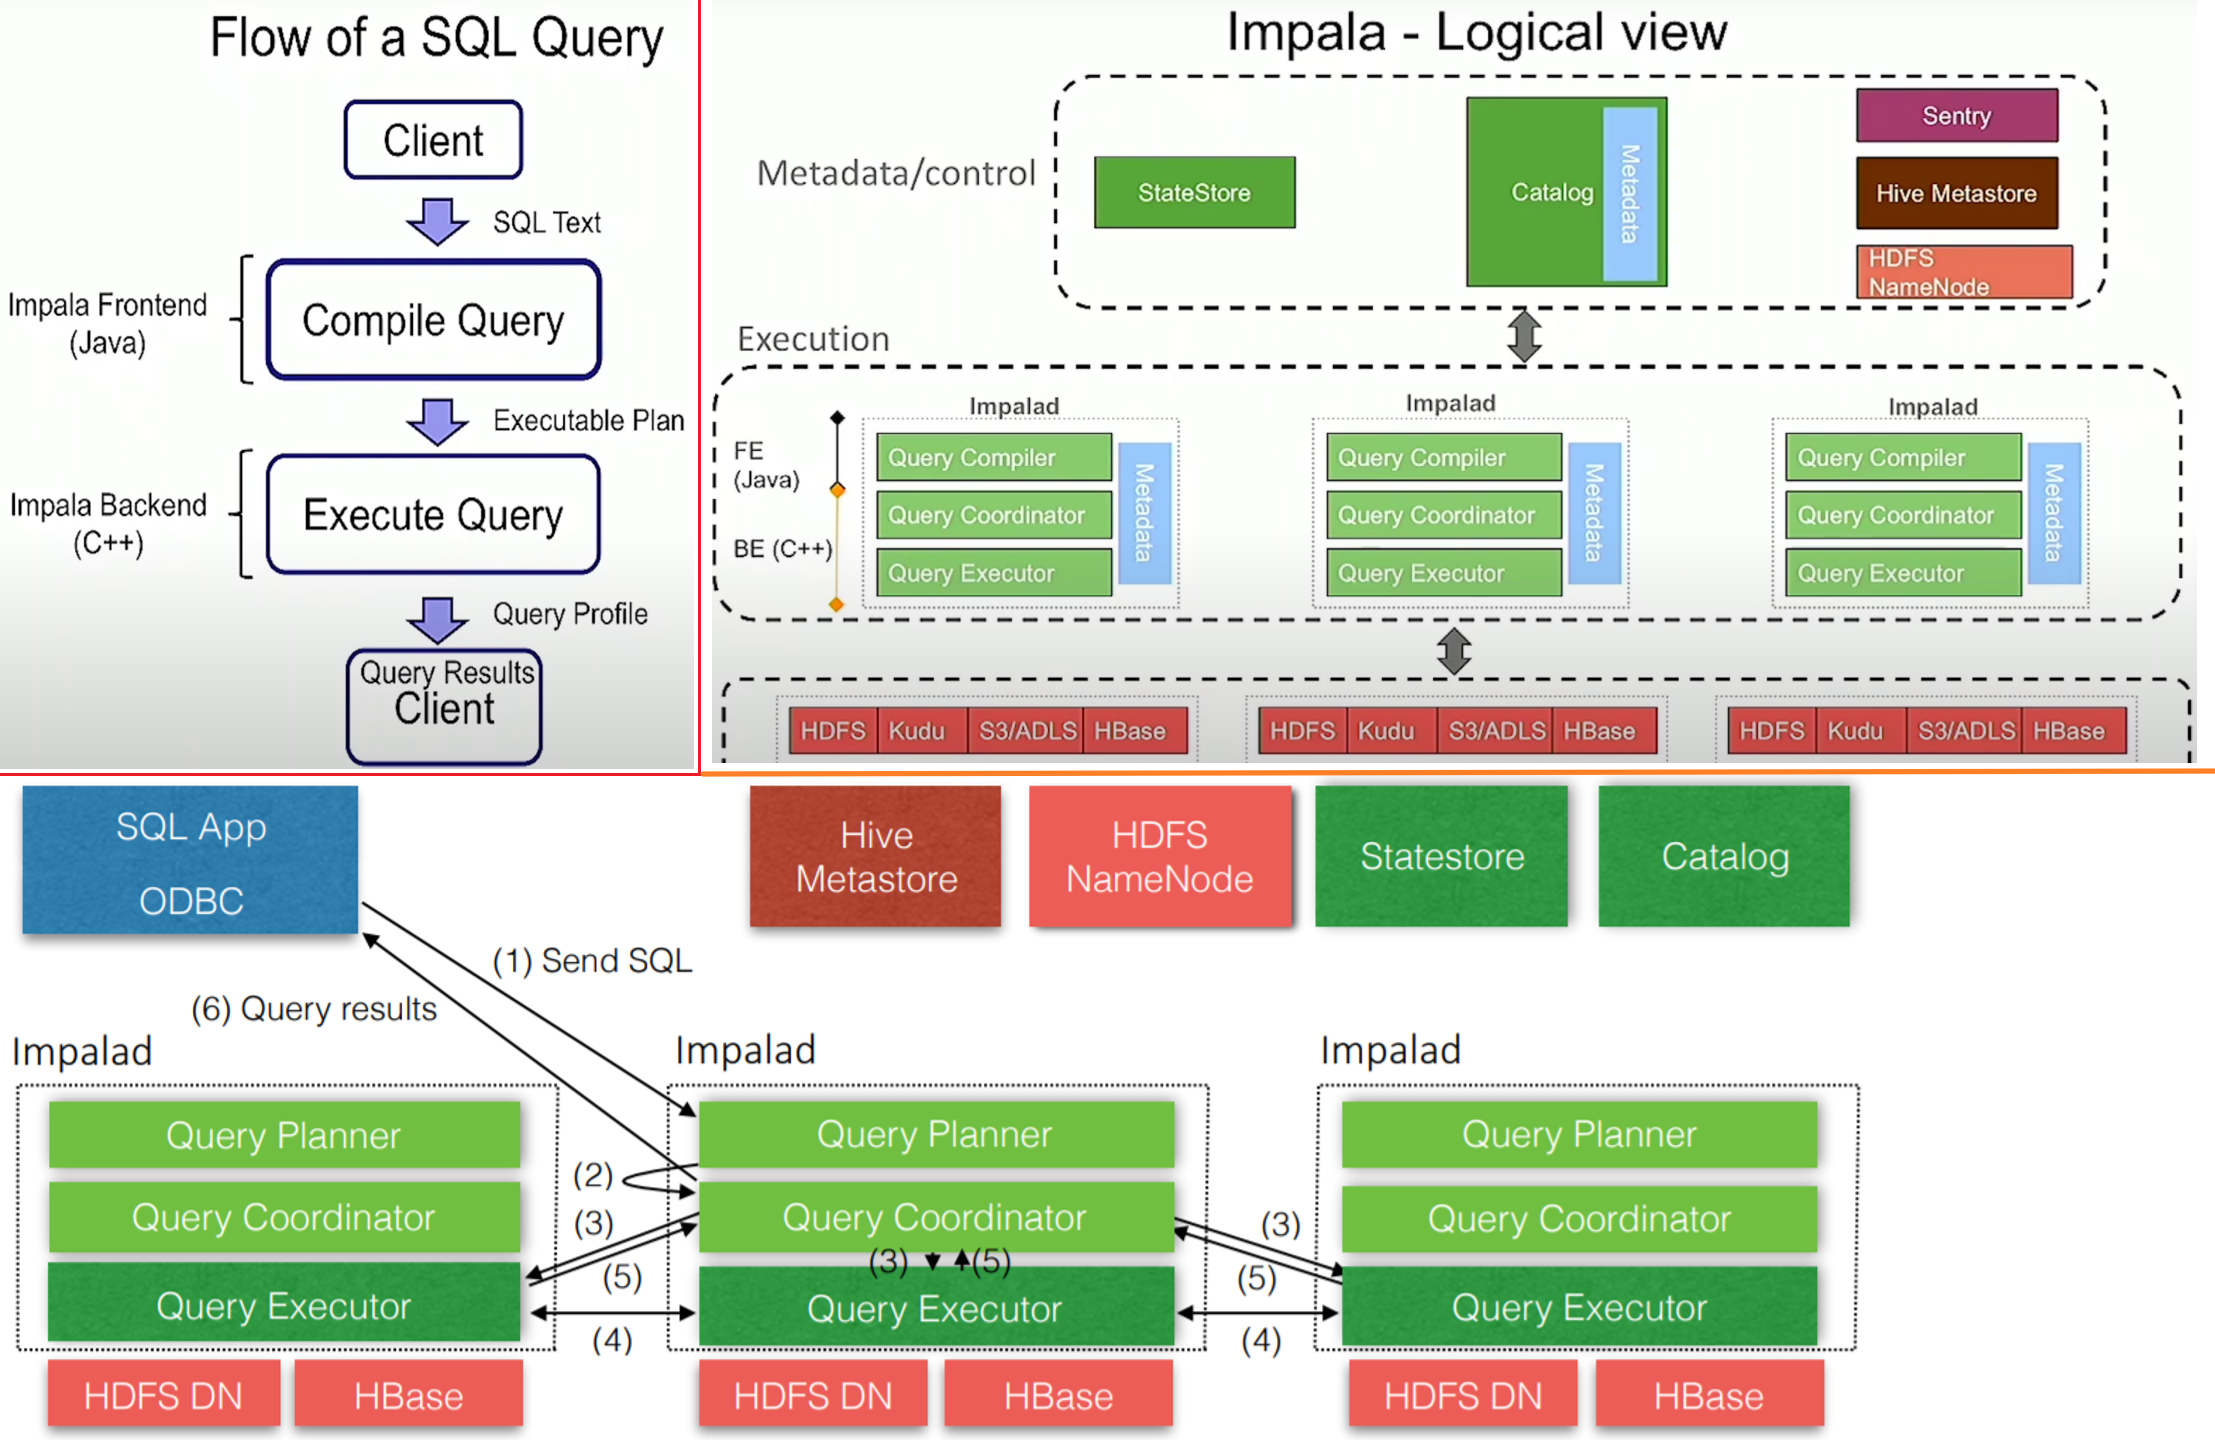 Flow of a SQL Query
Client
SQL Text
Impala Frontend
(Java)
Compile Query
Executable Plan
Impala Backend
(C++)
Execute Query
Query Profile
Query Results
Client
Impala - Logical view
Metadata/control
StateStore
Catalog
Metadata
Sentry
Hive Metastore
HDFS
NameNode
Execution
FE
(Java)
BE (C++)
Impalad
Query Compiler
Query Coordinator
Query Executor
Metadata
Impalad
Query Compiler
Query Coordinator
Query Executor
Metadata
Impalad
Query Compiler
Query Coordinator
Query Executor
Metadata
HDFS Kudu S3/ADLS HBase
HDFS Kudu S3/ADLS HBase
HDFS Kudu S3/ADLS HBase
SQL App
ODBC
Hive
Metastore
HDFS
NameNode
Statestore
Catalog
(1) Send SQL
(6) Query results
Impalad
Query Planner
Query Coordinator
Query Executor
HDFS DN
HBase
(2)
(3)
(5)
(4)
Impalad
Query Planner
Query Coordinator
(3) (5)
Query Executor
HDFS DN
HBase
(3)
(5)
(4)
Impalad
Query Planner
Query Coordinator
Query Executor
HDFS DN
HBase